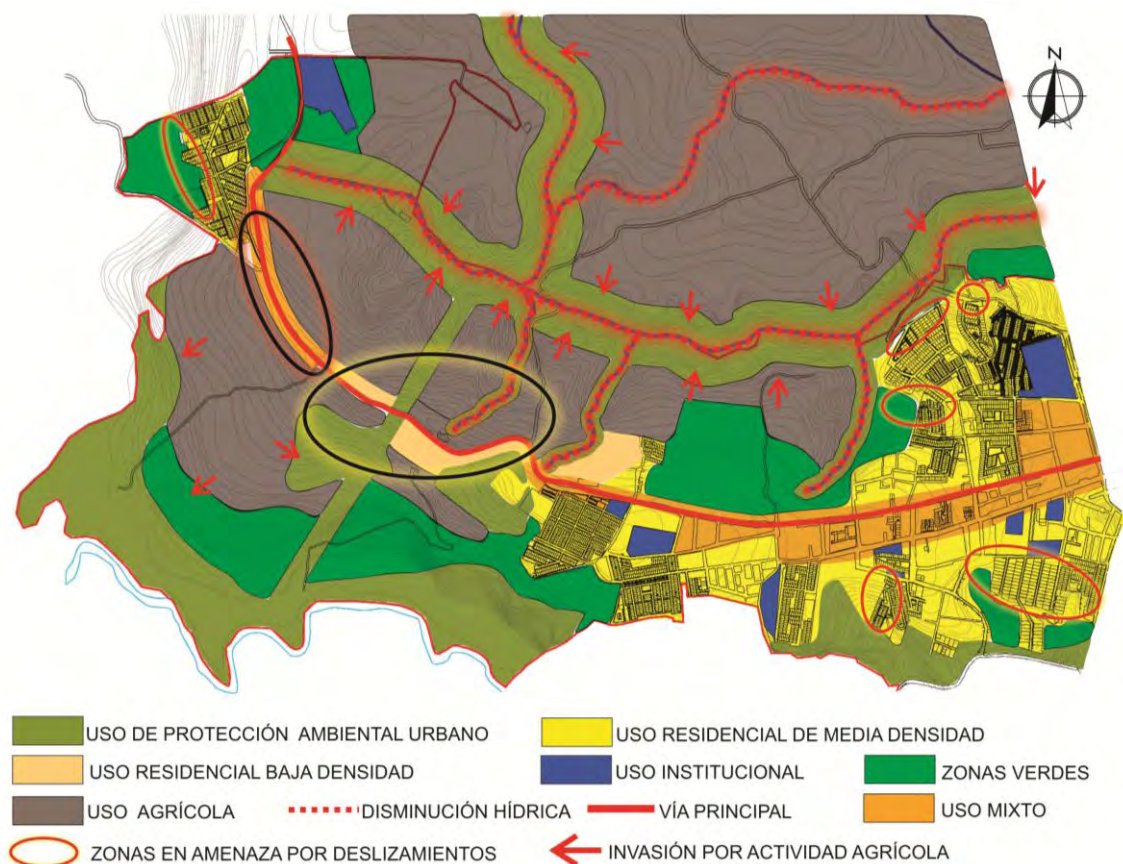 N
USO DE PROTECCIÓN AMBIENTAL URBANO
USO RESIDENCIAL DE MEDIA DENSIDAD
USO RESIDENCIAL BAJA DENSIDAD
USO INSTITUCIONAL
ZONAS VERDES
USO AGRÍCOLA
DISMINUCIÓN HÍDRICA
VÍA PRINCIPAL
USO MIXTO
ZONAS EN AMENAZA POR DESLIZAMIENTOS
INVASIÓN POR ACTIVIDAD AGRÍCOLA